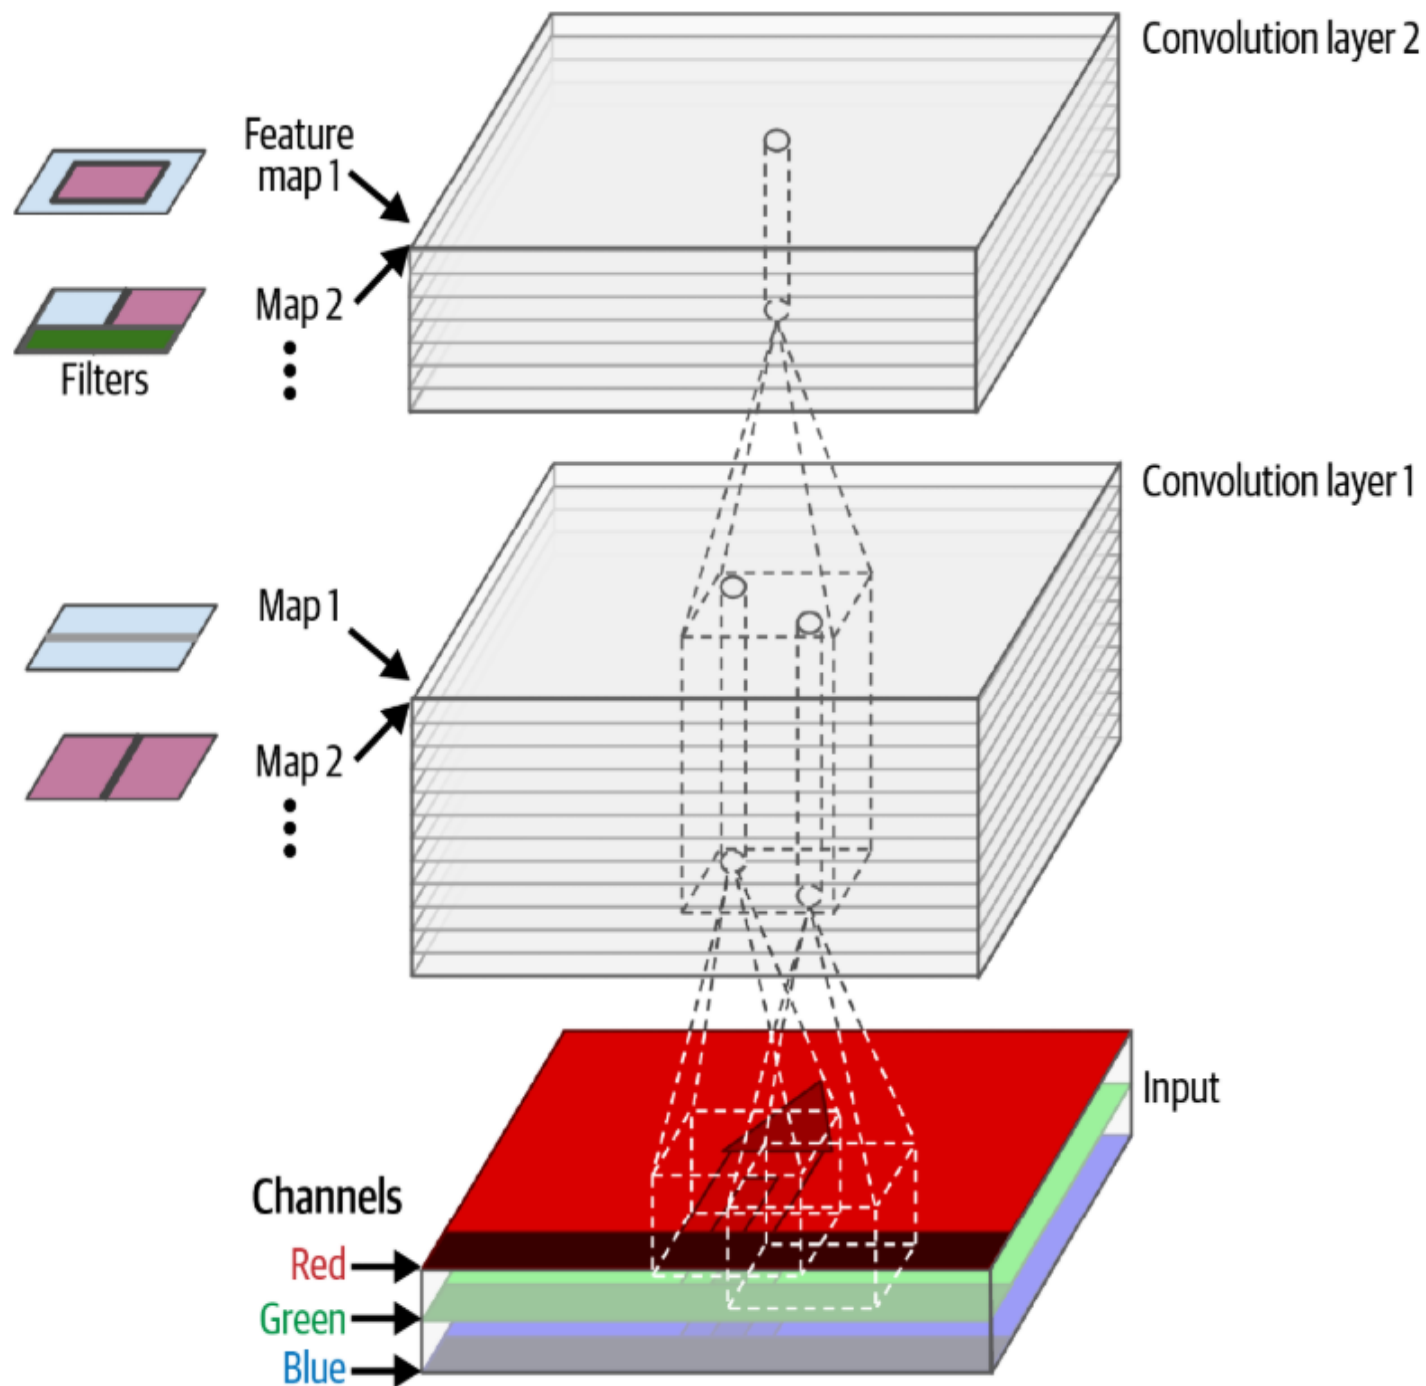 Convolution layer 2
Feature
map 1
Map 2
Filters
Convolution layer 1
Map 1
Map 2
Input
Channels
Red
Green
Blue